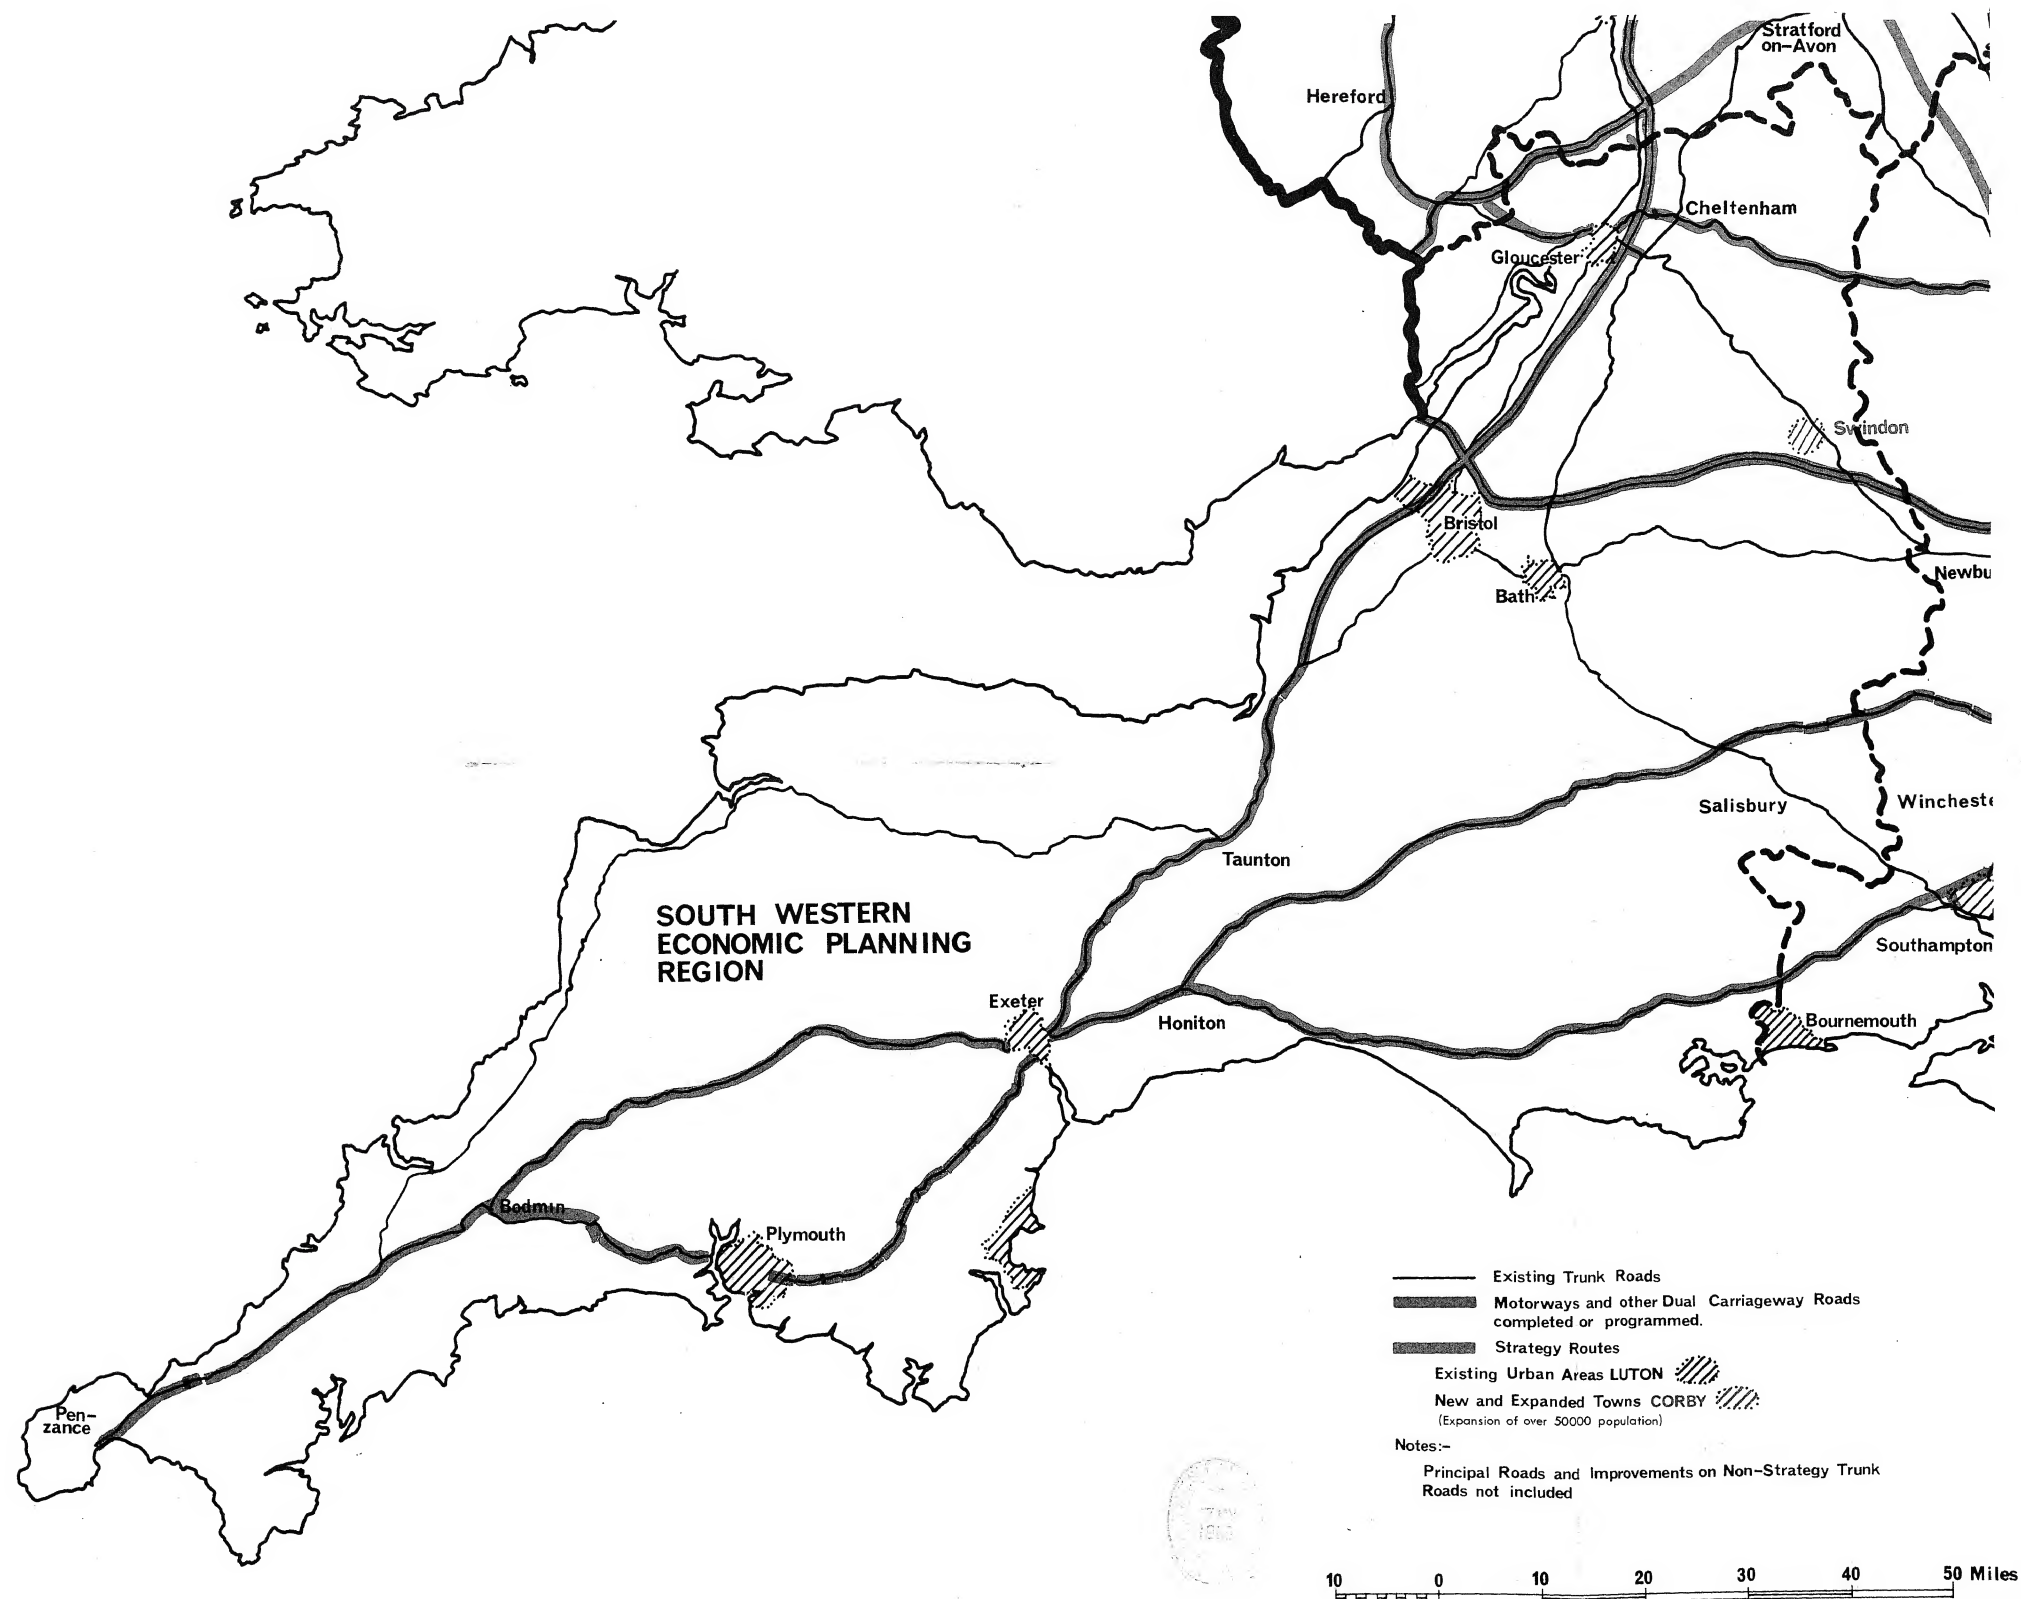 Stratford
on-Avon
Hereford
Cheltenham
Gloucester
Swindon
Bristol
Newbu
Bath
Salisbury
Wincheste
Taunton
SOUTH WESTERN
ECONOMIC PLANNING
REGION
Southampton
Exeter
Honiton
Bournemouth
Bodmin
Plymouth
Pen-
zance
Existing Trunk Roads
Motorways and other Dual Carriageway Roads
completed or programmed.
Strategy Routes
Existing Urban Areas LUTON
New and Expanded Towns CORBY
(Expansion of over 50000 population)
Notes:-
Principal Roads and Improvements on Non-Strategy Trunk
Roads not included
10 0 10 20 30 40 50 Miles